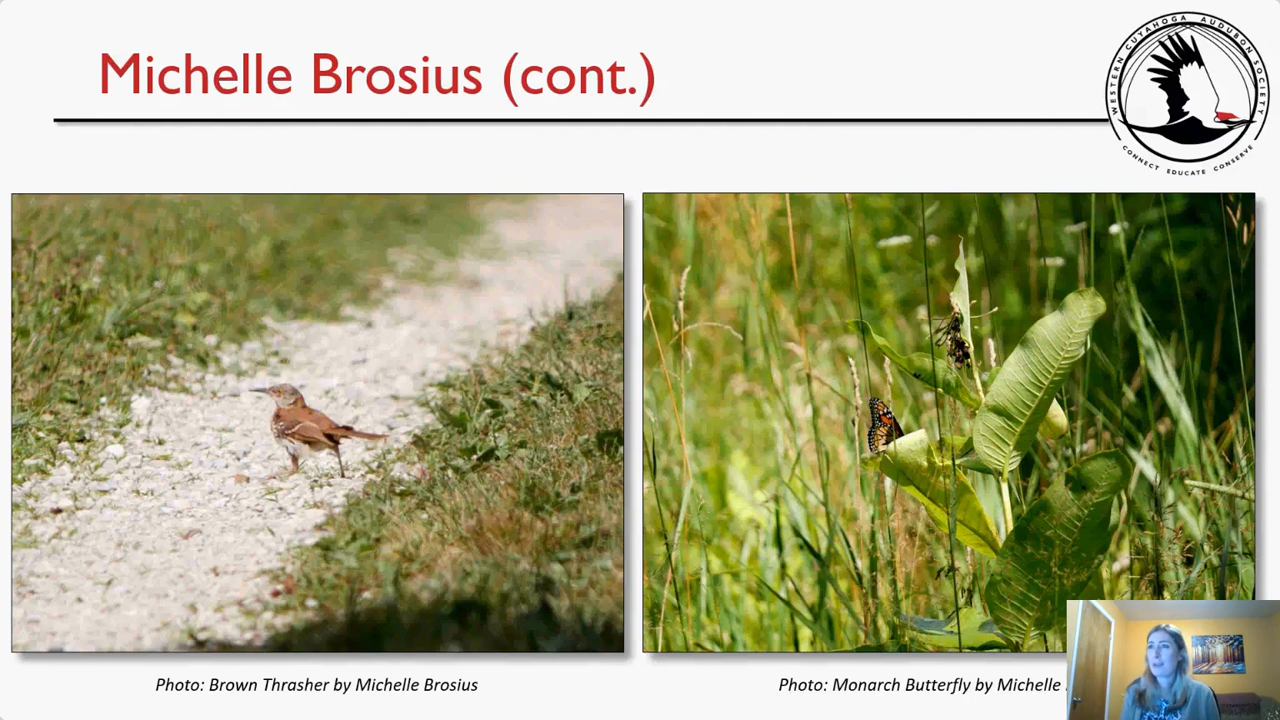 Michelle Brosius (cont.)
WESTERN CUYAHOGA AUDUBON SOCIETY
CONNECT EDUCATE CONSERVE
Photo: Brown Thrasher by Michelle Brosius
Photo: Monarch Butterfly by Michelle